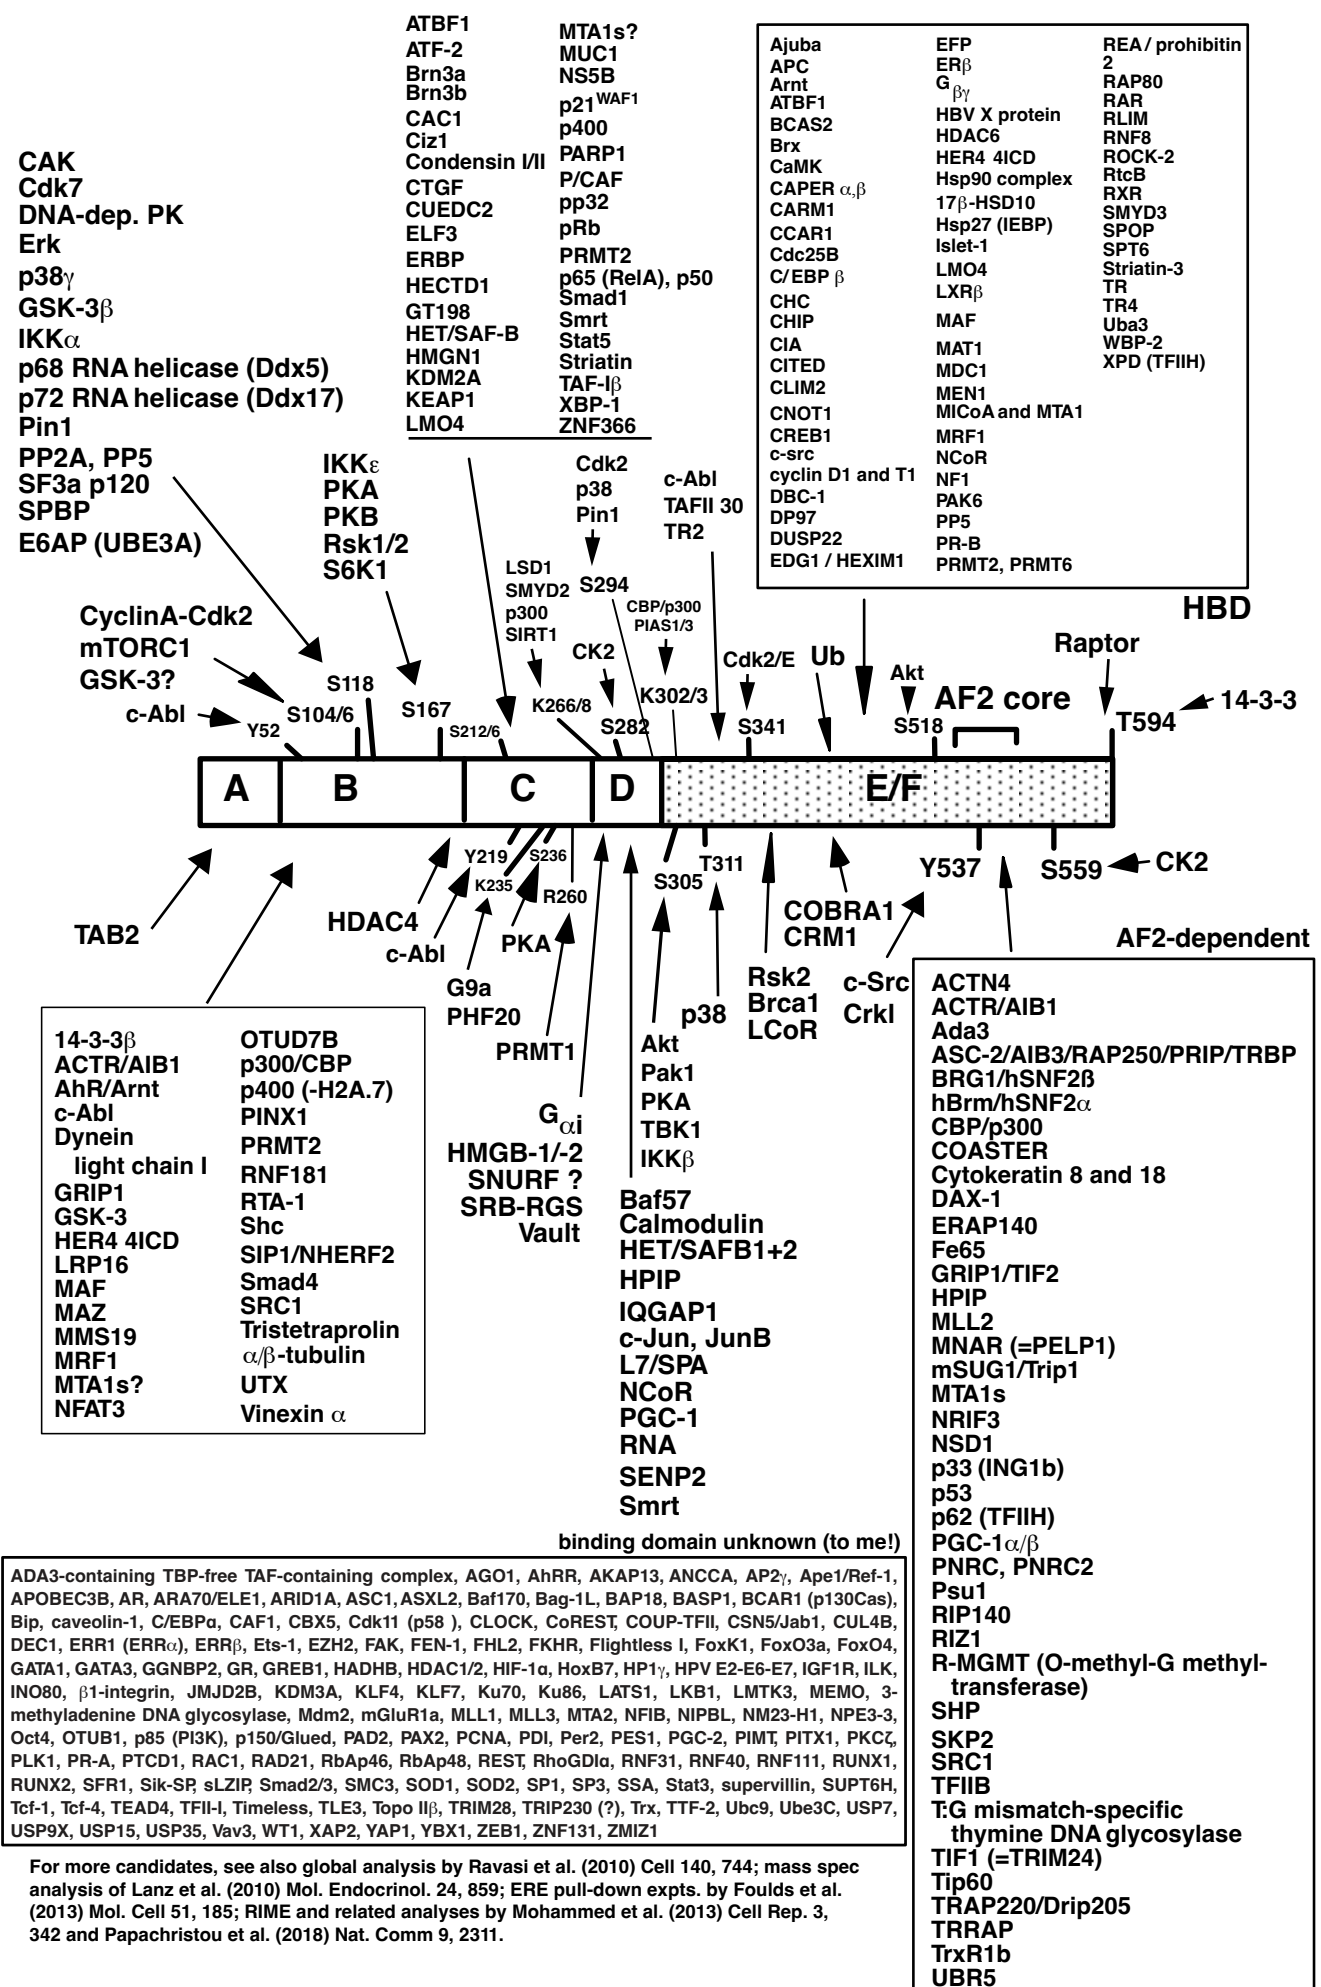 ATBF1
ATF-2
Brn3a
Brn3b
CAC1
Ciz1
Condensin I/II
CTGF
CUEDC2
ELF3
ERBP
HECTD1
GT198
HET/SAF-B
HMGN1
KDM2A
KEAP1
LMO4
MTA1s?
MUC1
NS5B
p21WAF1
p400
PARP1
P/CAF
pp32
pRb
PRMT2
p65 (RelA), p50
Smad1
Smrt
Stat5
Striatin
TAF-Iβ
XBP-1
ZNF366
Ajuba
APC
Arnt
ATBF1
BCAS2
Brx
CaMK
CAPER α,β
CARM1
CCAR1
Cdc25B
C/EBP β
CHC
CHIP
CIA
CITED
CLIM2
CNOT1
CREB1
c-src
cyclin D1 and T1
DBC-1
DP97
DUSP22
EDG1 / HEXIM1
EFP
ERβ
Gβγ
HBV X protein
HDAC6
HER4 4ICD
Hsp90 complex
17β-HSD10
Hsp27 (IEBP)
Islet-1
LMO4
LXRβ
MAF
MAT1
MDC1
MEN1
MICoA and MTA1
MRF1
NCoR
NF1
PAK6
PP5
PR-B
PRMT2, PRMT6
REA / prohibitin
2
RAP80
RAR
RLIM
RNF8
ROCK-2
RtcB
RXR
SMYD3
SPOP
SPT6
Striatin-3
TR
TR4
Uba3
WBP-2
XPD (TFIIH)
HBD
CAK
Cdk7
DNA-dep. PK
Erk
p38γ
GSK-3β
IKKα
p68 RNA helicase (Ddx5)
p72 RNA helicase (Ddx17)
Pin1
PP2A, PP5
SF3a p120
SPBP
E6AP (UBE3A)
IKKε
PKA
PKB
Rsk1/2
S6K1
Cdk2
p38
Pin1
c-Abl
TAFII 30
TR2
LSD1
SMYD2
p300
SIRT1
S294
CBP/p300
PIAS1/3
CyclinA-Cdk2
mTORC1
GSK-3?
c-Abl
CK2
Cdk2/E
Ub
Akt
Raptor
14-3-3
Y52
S104/6
S118
S167
S212/6
K266/8
S282
K302/3
S341
S518
AF2 core
T594
A
B
C
D
E/F
Y219
K235
S236
R260
S305
T311
Y537
S559
CK2
TAB2
HDAC4
c-Abl
PKA
G9a
PHF20
PRMT1
p38
COBRA1
CRM1
Rsk2
Brca1
LCoR
c-Src
Crkl
Akt
Pak1
PKA
TBK1
IKKβ
Gαi
HMGB-1/-2
SNURF ?
SRB-RGS
Vault
Baf57
Calmodulin
HET/SAFB1+2
HPIP
IQGAP1
c-Jun, JunB
L7/SPA
NCoR
PGC-1
RNA
SENP2
Smrt
14-3-3β
ACTR/AIB1
AhR/Arnt
c-Abl
Dynein
light chain I
GRIP1
GSK-3
HER4 4ICD
LRP16
MAF
MAZ
MMS19
MRF1
MTA1s?
NFAT3
OTUD7B
p300/CBP
p400 (-H2A.7)
PINX1
PRMT2
RNF181
RTA-1
Shc
SIP1/NHERF2
Smad4
SRC1
Tristetraprolin
α/β-tubulin
UTX
Vinexin α
AF2-dependent
ACTN4
ACTR/AIB1
Ada3
ASC-2/AIB3/RAP250/PRIP/TRBP
BRG1/hSNF2ß
hBrm/hSNF2α
CBP/p300
COASTER
Cytokeratin 8 and 18
DAX-1
ERAP140
Fe65
GRIP1/TIF2
HPIP
MLL2
MNAR (=PELP1)
mSUG1/Trip1
MTA1s
NRIF3
NSD1
p33 (ING1b)
p53
p62 (TFIIH)
PGC-1α/β
PNRC, PNRC2
Psu1
RIP140
RIZ1
R-MGMT (O-methyl-G methyl-
transferase)
SHP
SKP2
SRC1
TFIIB
T:G mismatch-specific
thymine DNA glycosylase
TIF1 (=TRIM24)
Tip60
TRAP220/Drip205
TRRAP
TrxR1b
UBR5
binding domain unknown (to me!)
ADA3-containing TBP-free TAF-containing complex, AGO1, AhRR, AKAP13, ANCCA, AP2γ, Ape1/Ref-1,
APOBEC3B, AR, ARA70/ELE1, ARID1A, ASC1, ASXL2, Baf170, Bag-1L, BAP18, BASP1, BCAR1 (p130Cas),
Bip, caveolin-1, C/EBPα, CAF1, CBX5, Cdk11 (p58 ), CLOCK, CoREST, COUP-TFII, CSN5/Jab1, CUL4B,
DEC1, ERR1 (ERRα), ERRβ, Ets-1, EZH2, FAK, FEN-1, FHL2, FKHR, Flightless I, FoxK1, FoxO3a, FoxO4,
GATA1, GATA3, GGNBP2, GR, GREB1, HADHB, HDAC1/2, HIF-1α, HoxB7, HP1γ, HPV E2-E6-E7, IGF1R, ILK,
INO80, β1-integrin, JMJD2B, KDM3A, KLF4, KLF7, Ku70, Ku86, LATS1, LKB1, LMTK3, MEMO, 3-
methyladenine DNA glycosylase, Mdm2, mGluR1a, MLL1, MLL3, MTA2, NFIB, NIPBL, NM23-H1, NPE3-3,
Oct4, OTUB1, p85 (PI3K), p150/Glued, PAD2, PAX2, PCNA, PDI, Per2, PES1, PGC-2, PIMT, PITX1, PKCζ,
PLK1, PR-A, PTCD1, RAC1, RAD21, RbAp46, RbAp48, REST, RhoGDIα, RNF31, RNF40, RNF111, RUNX1,
RUNX2, SFR1, Sik-SP, sLZIP, Smad2/3, SMC3, SOD1, SOD2, SP1, SP3, SSA, Stat3, supervillin, SUPT6H,
Tcf-1, Tcf-4, TEAD4, TFII-I, Timeless, TLE3, Topo IIβ, TRIM28, TRIP230 (?), Trx, TTF-2, Ubc9, Ube3C, USP7,
USP9X, USP15, USP35, Vav3, WT1, XAP2, YAP1, YBX1, ZEB1, ZNF131, ZMIZ1
For more candidates, see also global analysis by Ravasi et al. (2010) Cell 140, 744; mass spec
analysis of Lanz et al. (2010) Mol. Endocrinol. 24, 859; ERE pull-down expts. by Foulds et al.
(2013) Mol. Cell 51, 185; RIME and related analyses by Mohammed et al. (2013) Cell Rep. 3,
342 and Papachristou et al. (2018) Nat. Comm 9, 2311.